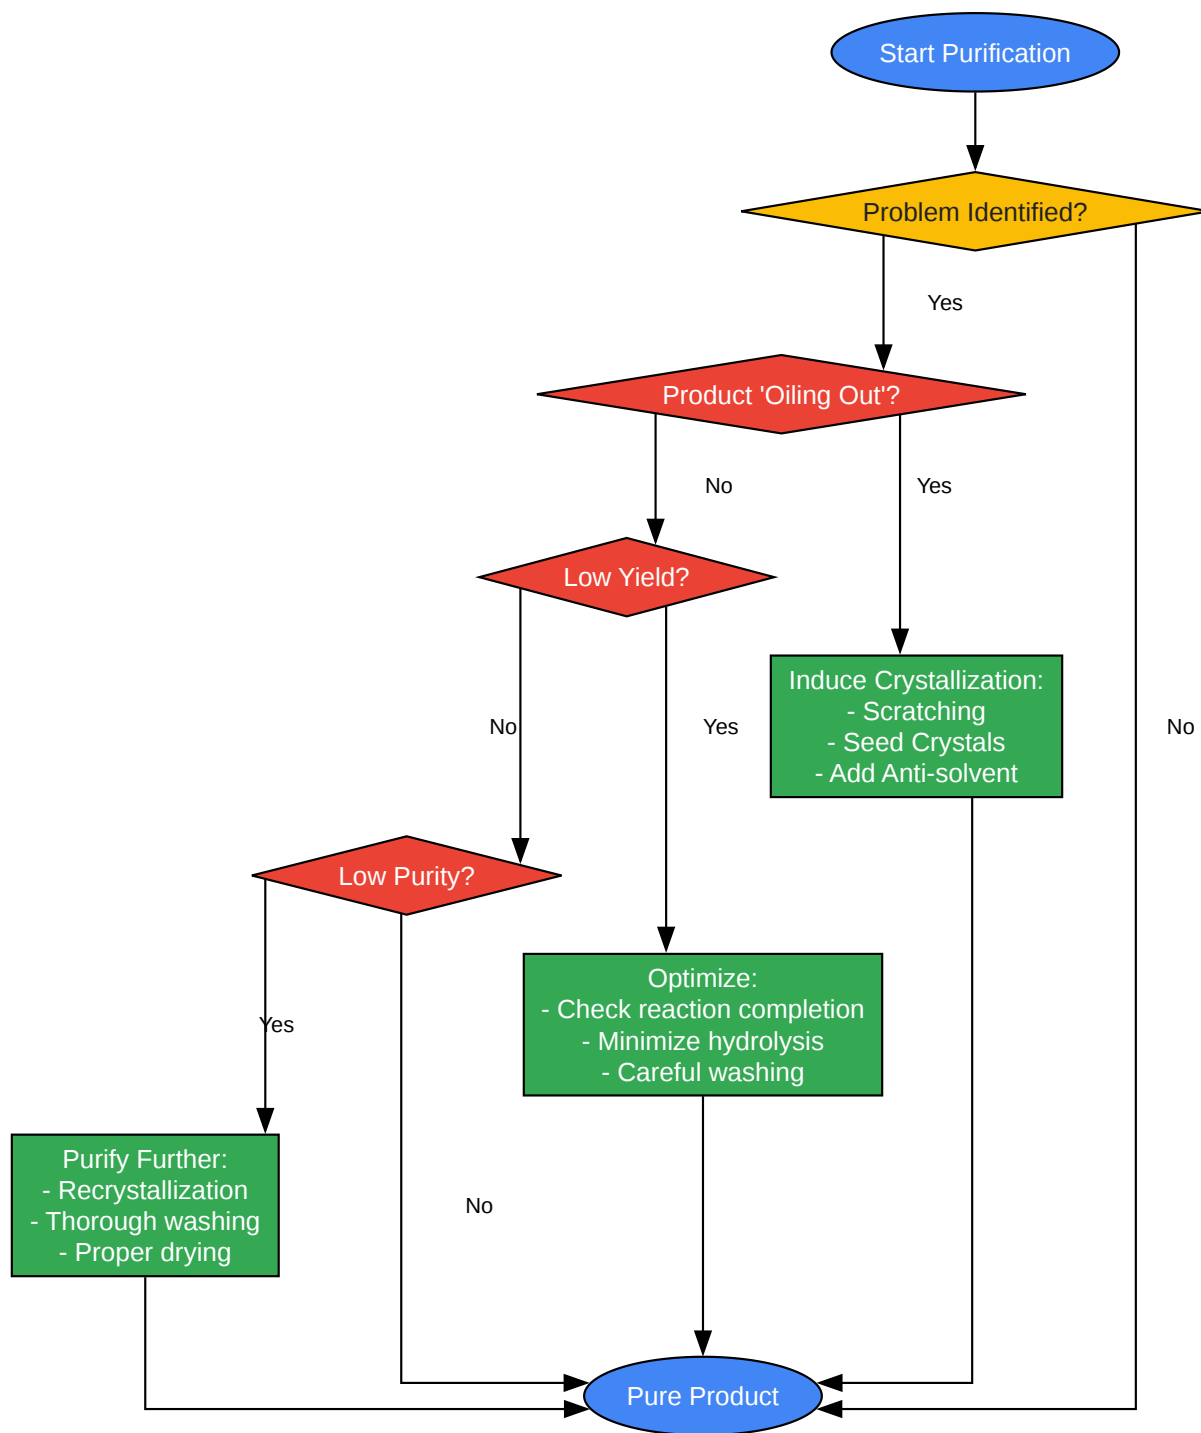 Start Purification
Problem Identified?
Yes
Product 'Oiling Out'?
No
Yes
Low Yield?
Induce Crystallization:
- Scratching
- Seed Crystals
- Add Anti-solvent
No
Yes
No
Low Purity?
Optimize:
- Check reaction completion
- Minimize hydrolysis
- Careful washing
Yes
Purify Further:
- Recrystallization
- Thorough washing
- Proper drying
No
Pure Product